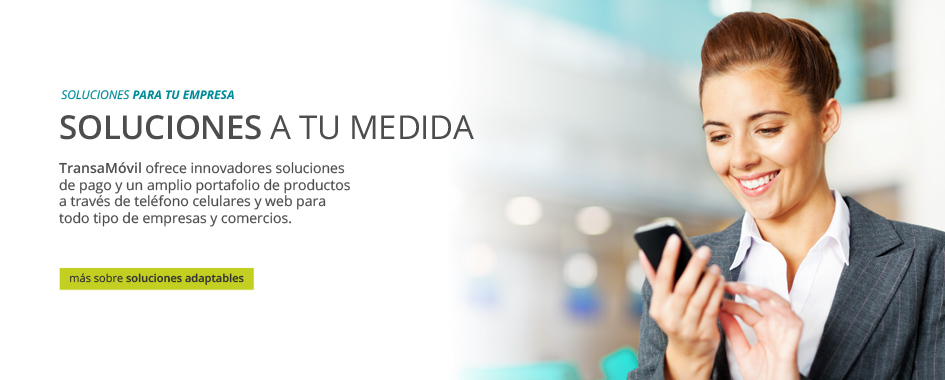 SOLUCIONES PARA TU EMPRESA
SOLUCIONES A TU MEDIDA
TransaMóvil ofrece innovadores soluciones
de pago y un amplio portafolio de productos
a través de teléfono celulares y web para
todo tipo de empresas y comercios.
más sobre soluciones adaptables